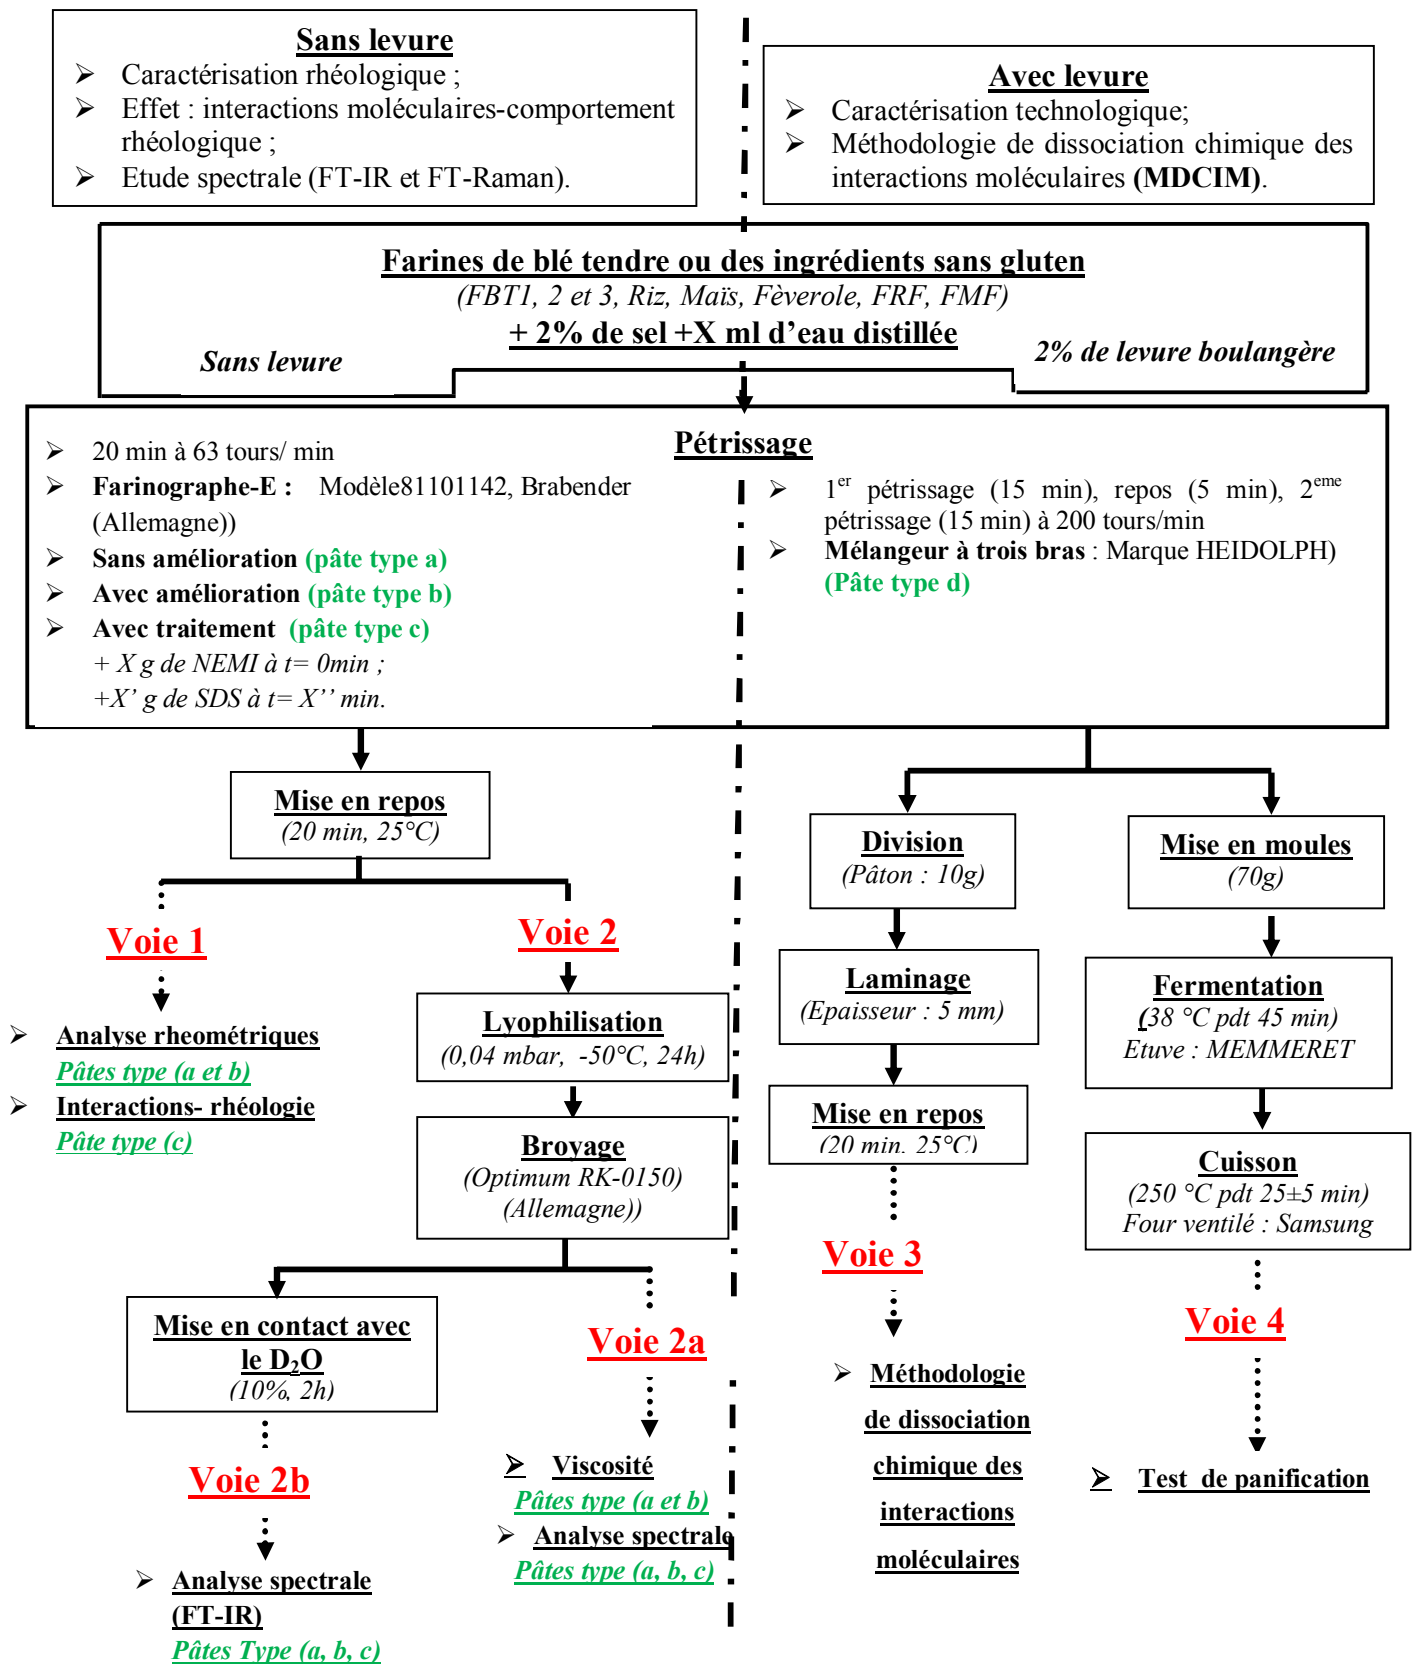 Sans levure
➢ Caractérisation rhéologique ;
➢ Effet : interactions moléculaires-comportement
rhéologique ;
➢ Etude spectrale (FT-IR et FT-Raman).
Avec levure
➢ Caractérisation technologique;
➢ Méthodologie de dissociation chimique des
interactions moléculaires (MDCIM).
Farines de blé tendre ou des ingrédients sans gluten
(FBT1, 2 et 3, Riz, Maïs, Fèverole, FRF, FMF)
+ 2% de sel +X ml d’eau distillée
Sans levure
2% de levure boulangère
Pétrissage
➢ 20 min à 63 tours/ min
➢ Farinographe-E : Modèle81101142, Brabender
(Allemagne))
➢ Sans amélioration (pâte type a)
➢ Avec amélioration (pâte type b)
➢ Avec traitement (pâte type c)
+ X g de NEMI à t= 0min ;
+X’ g de SDS à t= X’’ min.
➢ 1er pétrissage (15 min), repos (5 min), 2eme
pétrissage (15 min) à 200 tours/min
➢ Mélangeur à trois bras : Marque HEIDOLPH)
(Pâte type d)
Mise en repos
(20 min, 25°C)
Voie 1
➢ Analyse rheométriques
Pâtes type (a et b)
➢ Interactions- rhéologie
Pâte type (c)
Voie 2
Lyophilisation
(0,04 mbar, -50°C, 24h)
Broyage
(Optimum RK-0150)
(Allemagne))
Mise en contact avec
le D2O
(10%, 2h)
Voie 2b
➢ Analyse spectrale
(FT-IR)
Pâtes Type (a, b, c)
Voie 2a
➢ Viscosité
Pâtes type (a et b)
➢ Analyse spectrale
Pâtes type (a, b, c)
Division
(Pâton : 10g)
Laminage
(Epaisseur : 5 mm)
Mise en repos
(20 min, 25°C)
Voie 3
➢ Méthodologie
de dissociation
chimique des
interactions
moléculaires
Mise en moules
(70g)
Fermentation
(38 °C pdt 45 min)
Etuve : MEMMERET
Cuisson
(250 °C pdt 25±5 min)
Four ventilé : Samsung
Voie 4
➢ Test de panification